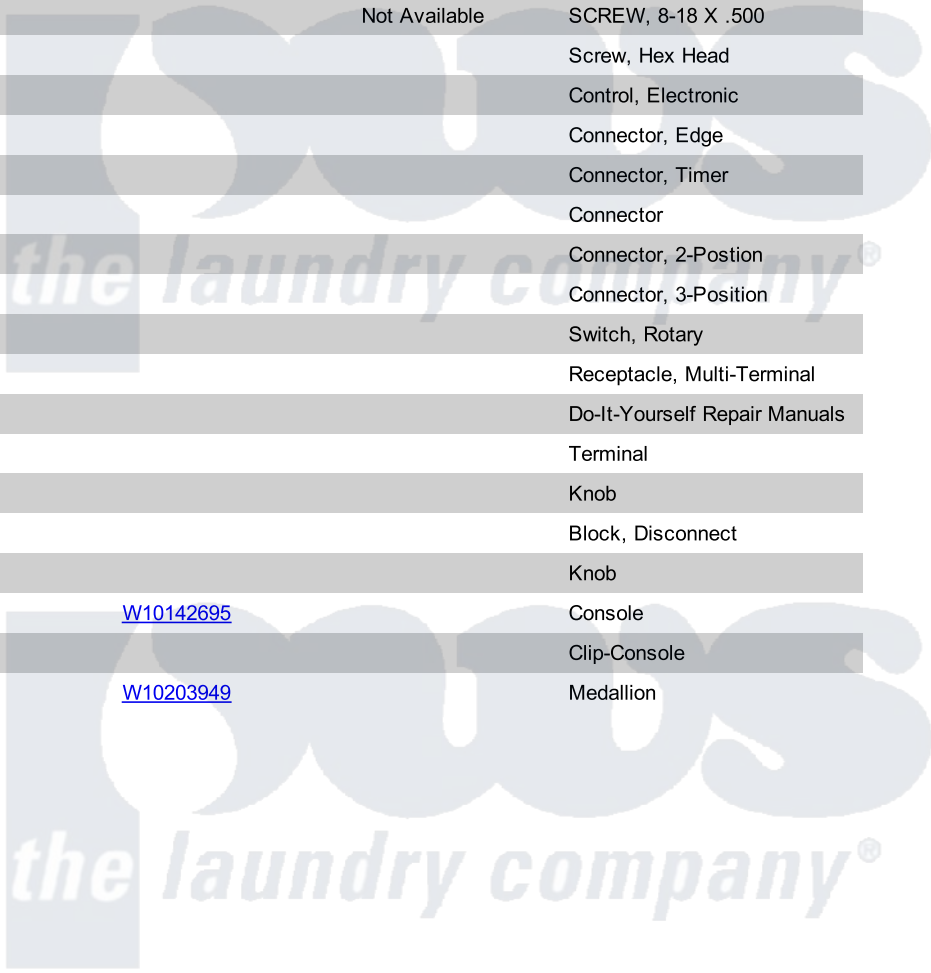 Not Available SCREW, 8-18 X .500
Screw, Hex Head
Control, Electronic
Connector, Edge
Connector, Timer
Connector
Connector, 2-Postion
Connector, 3-Position
Switch, Rotary
Receptacle, Multi-Terminal
Do-It-Yourself Repair Manuals
Terminal
Knob
Block, Disconnect
Knob
W10142695 Console
Clip-Console
W10203949 Medallion
pws
the laundry company®
pws
the laundry company®